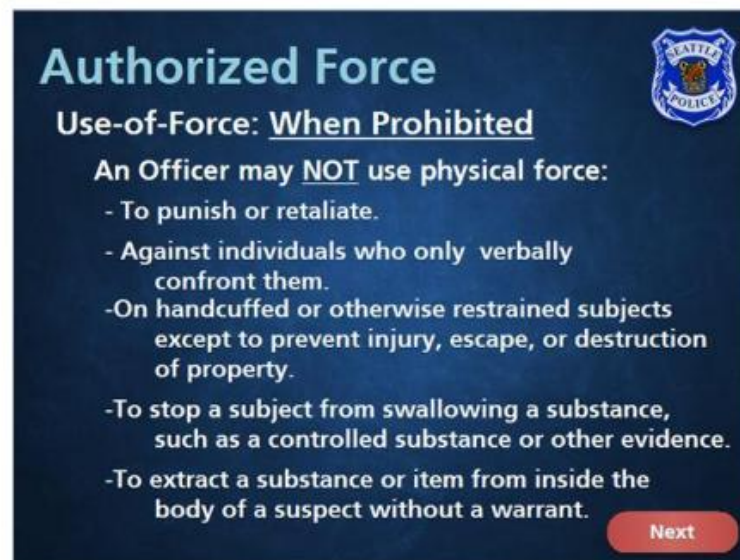 Authorized Force
SEATTLE
POLICE
Use-of-Force: When Prohibited
An Officer may NOT use physical force:
- To punish or retaliate.
- Against individuals who only verbally
confront them.
-On handcuffed or otherwise restrained subjects
except to prevent injury, escape, or destruction
of property.
-To stop a subject from swallowing a substance,
such as a controlled substance or other evidence.
-To extract a substance or item from inside the
body of a suspect without a warrant.
Next